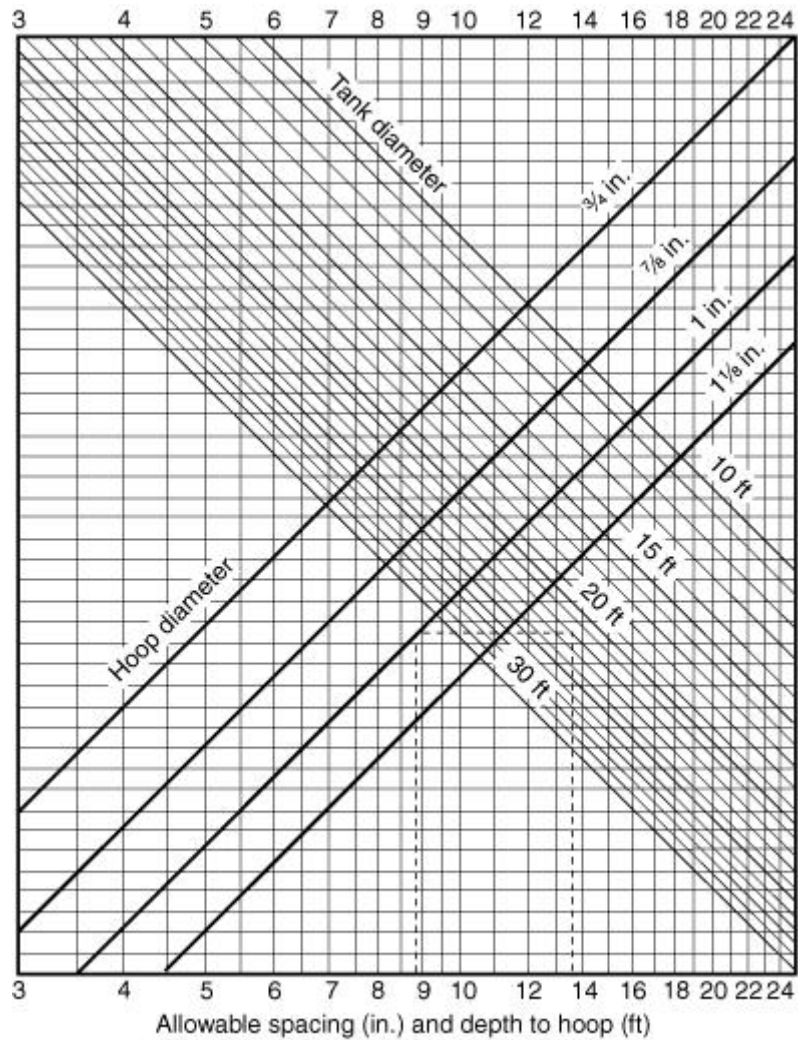 3 4 5 6 7 8 9 10 12 14 16 18 20 22 24
Tank diameter
¾ in.
⅞ in.
1 in.
1⅛ in.
10 ft
15 ft
20 ft
30 ft
Hoop diameter
3 4 5 6 7 8 9 10 12 14 16 18 20 22 24
Allowable spacing (in.) and depth to hoop (ft)